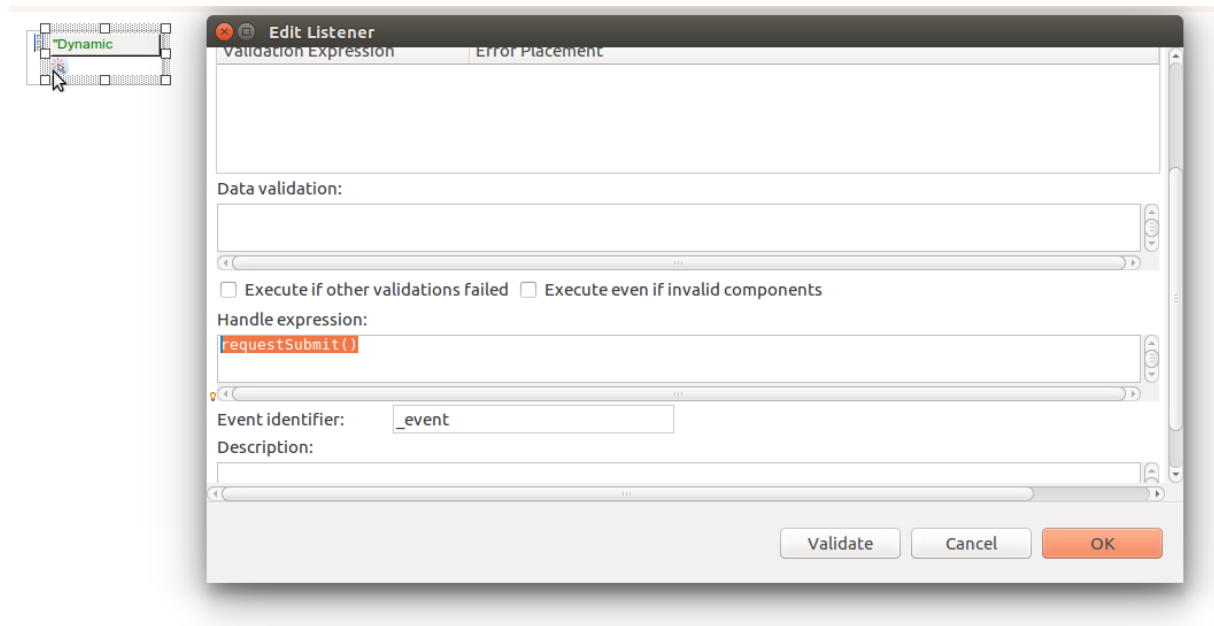 "Dynamic
Edit Listener
Validation Expression Error Placement
Data validation:
Execute if other validations failed Execute even if invalid components
Handle expression:
requestSubmit()
Event identifier: _event
Description:
Validate Cancel OK